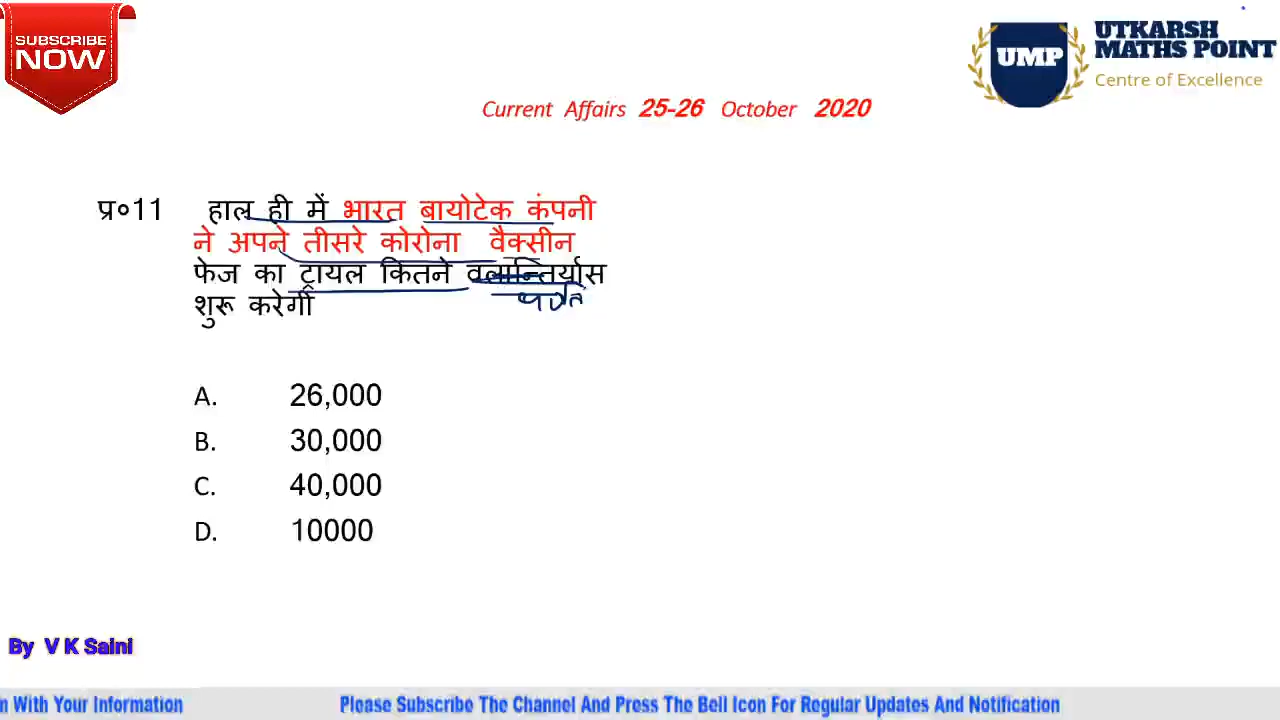 SUBSCRIBE
NOW
UMP
UTKARSH
MATHS POINT
Centre of Excellence
Current Affairs 25-26 October 2020
प्र०11 हाल ही में भारत बायोटेक कंपनी
ने अपने तीसरे कोरोना वैक्सीन
फेज का ट्रायल कितने वलान्तिर्यास
शुरू करेगी
A. 26,000
B. 30,000
C. 40,000
D. 10000
By V K Saini
n With Your Information Please Subscribe The Channel And Press The Bell Icon For Regular Updates And Notification